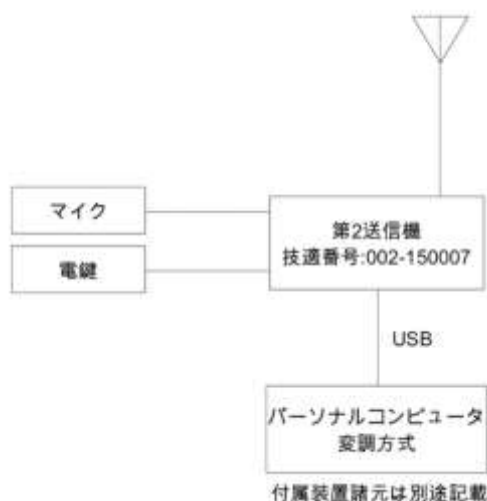 マイク
電鍵
第2送信機
技適番号:002-150007
USB
パーソナルコンピュータ
変調方式
付属装置諸元は別途記載